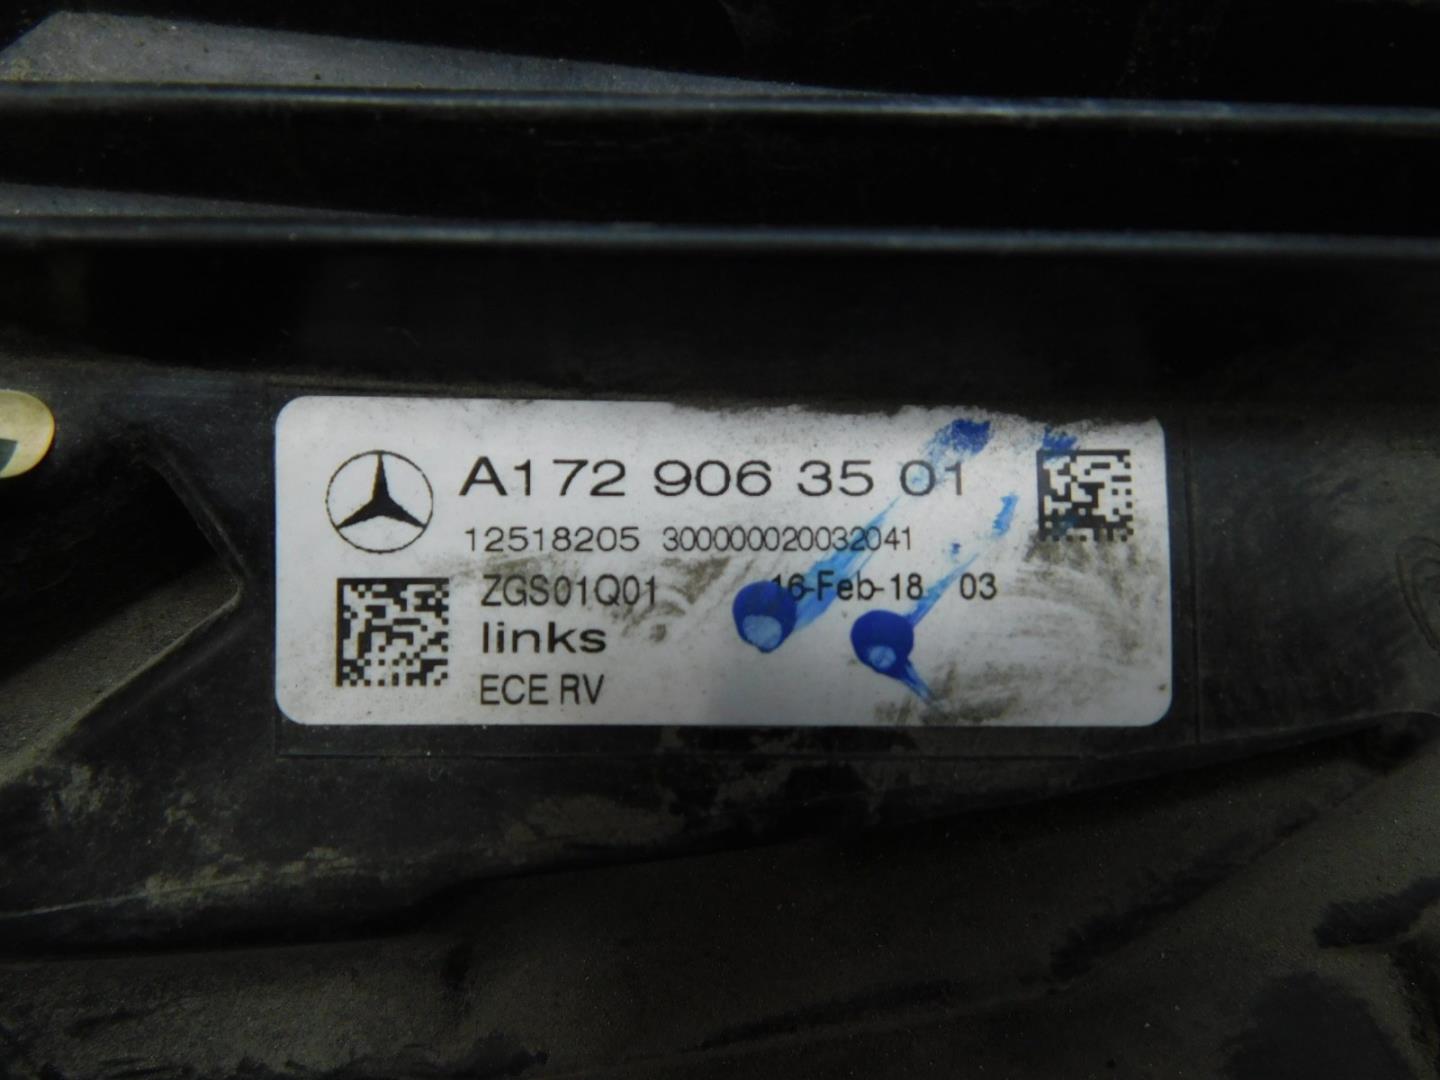 A172 906 35 01
12518205 300000020032041
ZGS01Q01 16-Feb-18 03
links
ECE RV